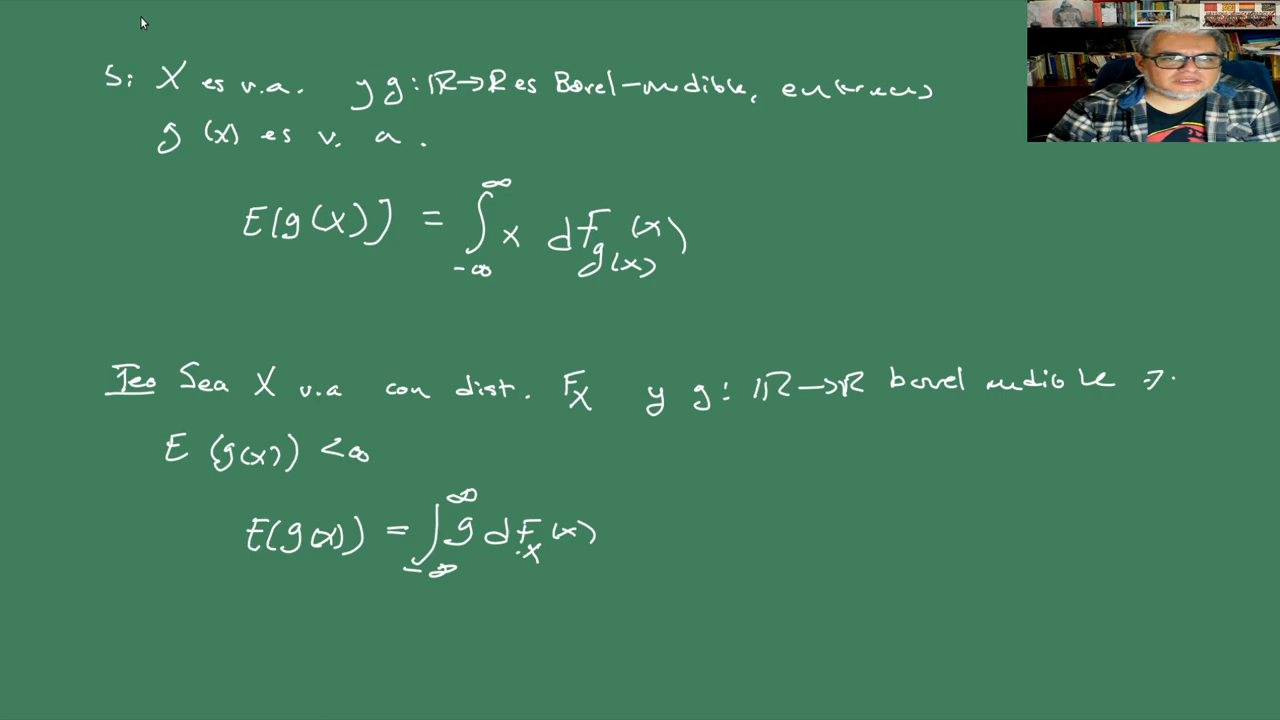 Si X es v.a. y g: ℝ→ℝ es Borel-medible, entonces
g(x) es v. a.
E[g(X)] = ∫_{-∞}^{∞} x dF_{g(x)}(x)
Teo Sea X v.a con dist. F_X y g: ℝ→ℝ borel medible
E(g(x)) < ∞
E(g(x)) = ∫_{-∞}^{∞} g dF_X(x)